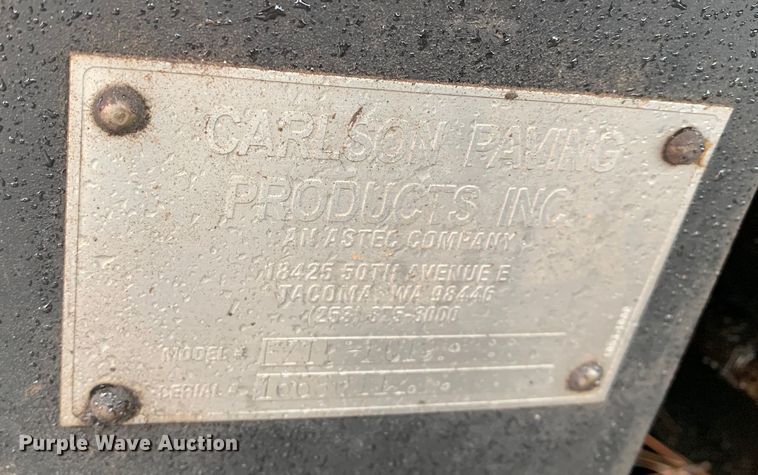 CARLSON PAVING
PRODUCTS INC
AN ASTEC COMPANY
18425 50TH AVENUE E
TACOMA, WA 98446
(253) 875-8000
MODEL #
SERIAL #
Purple Wave Auction